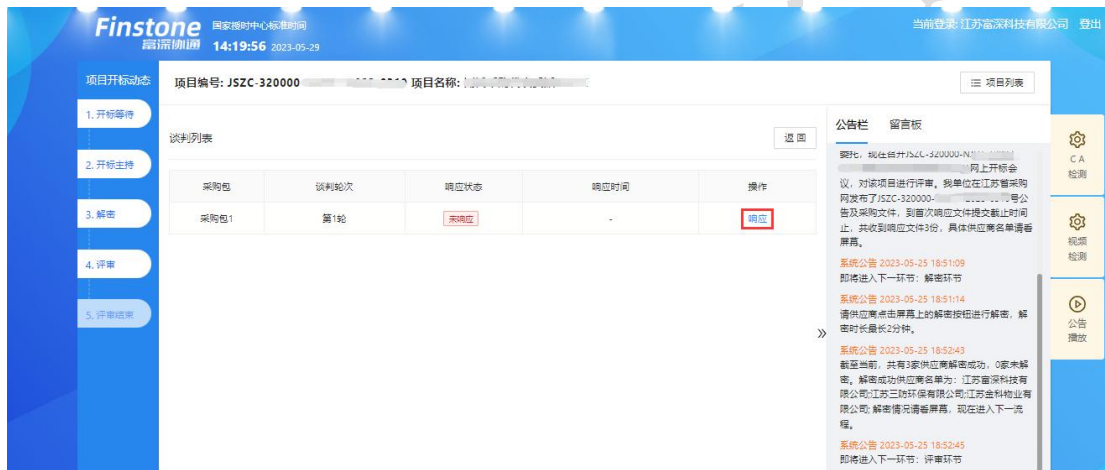 Finstone
富深协通
国家授时中心标准时间
14:19:56 2023-05-29
当前登录: 江苏富深科技有限公司 登出
项目开标动态
1. 开标等待
2. 开标主持
3. 解密
4. 评审
5. 评审结束
项目编号: JSZC-320000- 项目名称:
项目列表
谈判列表
返回
采购包 谈判轮次 响应状态 响应时间 操作
采购包1 第1轮 未响应 - 响应
»
公告栏 留言板
委托，现在召开JSZC-320000-
网上开标会
议，对该项目进行评审。我单位在江苏省采购
网发布了JSZC-320000- 号公
告及采购文件，到首次响应文件提交截止时间
止，共收到响应文件3份，具体供应商名单请看
屏幕。
系统公告 2023-05-25 18:51:09
即将进入下一环节：解密环节
系统公告 2023-05-25 18:51:14
请供应商点击屏幕上的解密按钮进行解密，解
密时长最长2分钟。
系统公告 2023-05-25 18:52:43
截至当前，共有3家供应商解密成功，0家未解
密。解密成功供应商名单为：江苏富深科技有
限公司;江苏三防环保有限公司;江苏金科物业有
限公司; 解密情况请看屏幕，现在进入下一流
程。
系统公告 2023-05-25 18:52:45
即将进入下一环节：评审环节
CA
检测
视频
检测
公告
播放